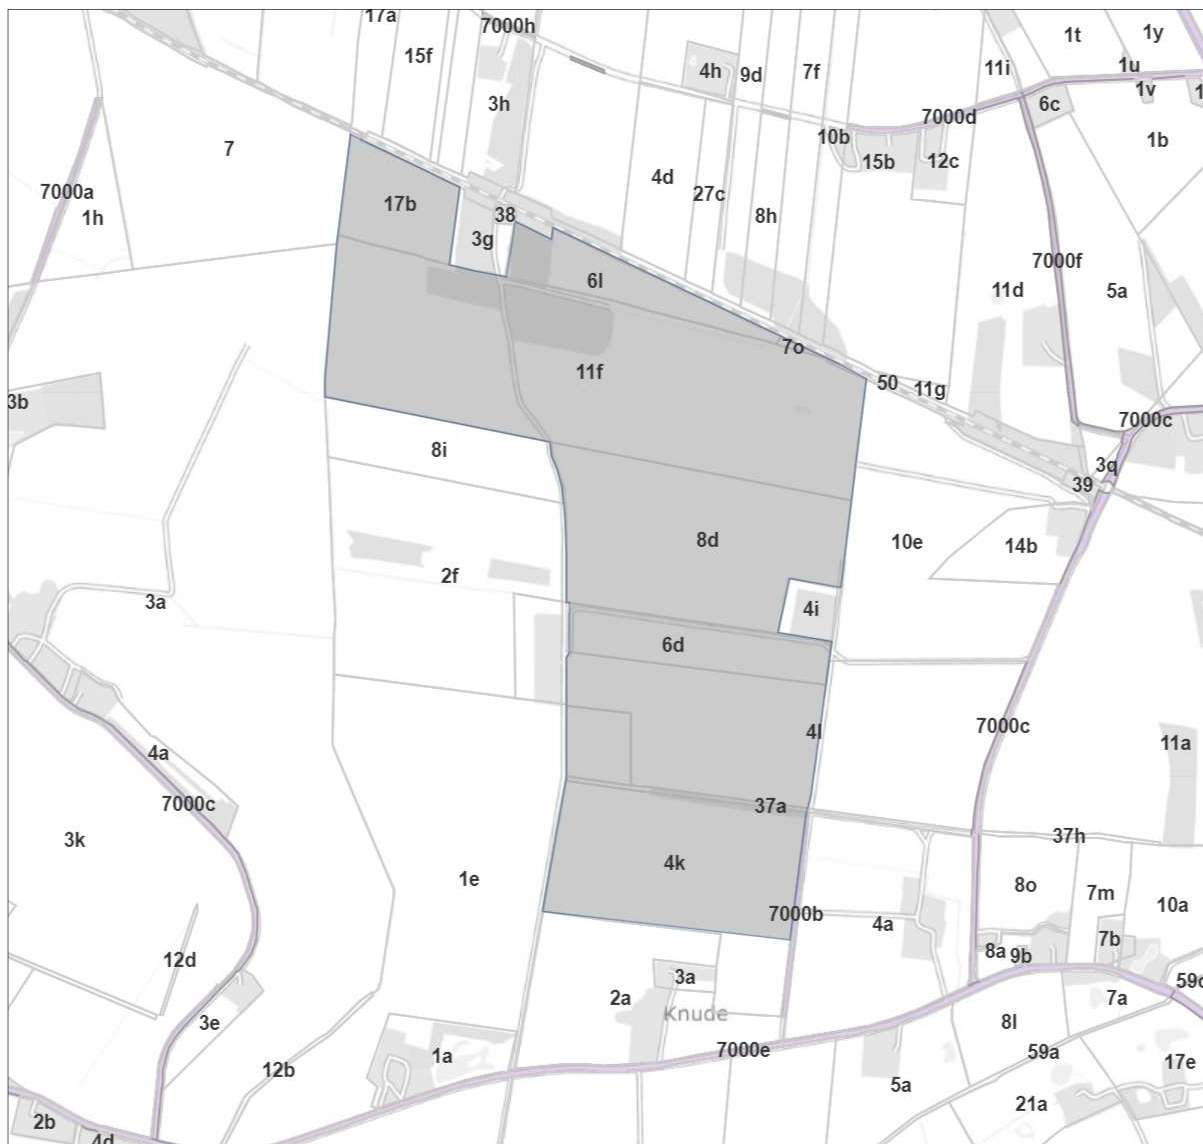 17a
7000h
1t
1y
15f
4h
9d
7f
11i
1u
1v
3h
6c
7000d
10b
15b
12c
1b
7
4d
27c
7000a
1h
17b
38
8h
3g
7000f
6l
11d
5a
7o
11f
50
11g
3b
7000c
8i
3q
39
8d
10e
14b
2f
3a
4i
6d
7000c
4l
11a
4a
7000c
37a
37h
3k
4k
1e
8o
7m
10a
7000b
4a
8a
9b
7b
12d
3a
59c
2a
7a
3e
Knude
8l
7000e
1a
59a
17e
12b
5a
21a
2b
4d